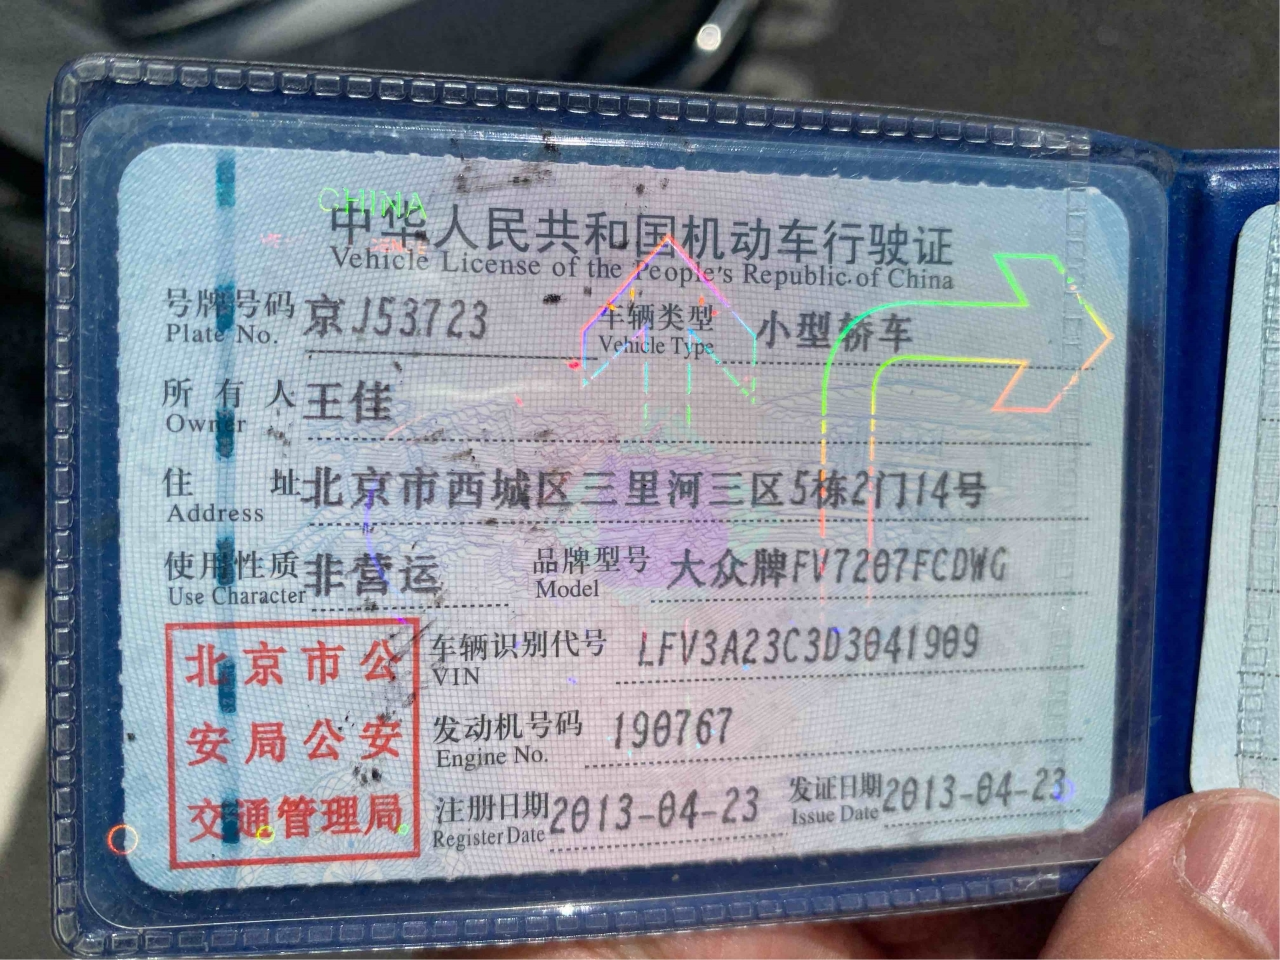 CHINA
中华人民共和国机动车行驶证
Vehicle License of the People's Republic of China
号牌号码 京J53723 车辆类型 小型轿车
Plate No. Vehicle Type
所有人 王佳
Owner
住址 北京市西城区三里河三区5栋2门14号
Address
使用性质 非营运 品牌型号 大众牌FV7207FCDWG
Use Character Model
车辆识别代号 LFV3A23C3D3041909
VIN
发动机号码 190767
Engine No.
注册日期 2013-04-23 发证日期 2013-04-23
Register Date Issue Date
北京市公
安局公安
交通管理局